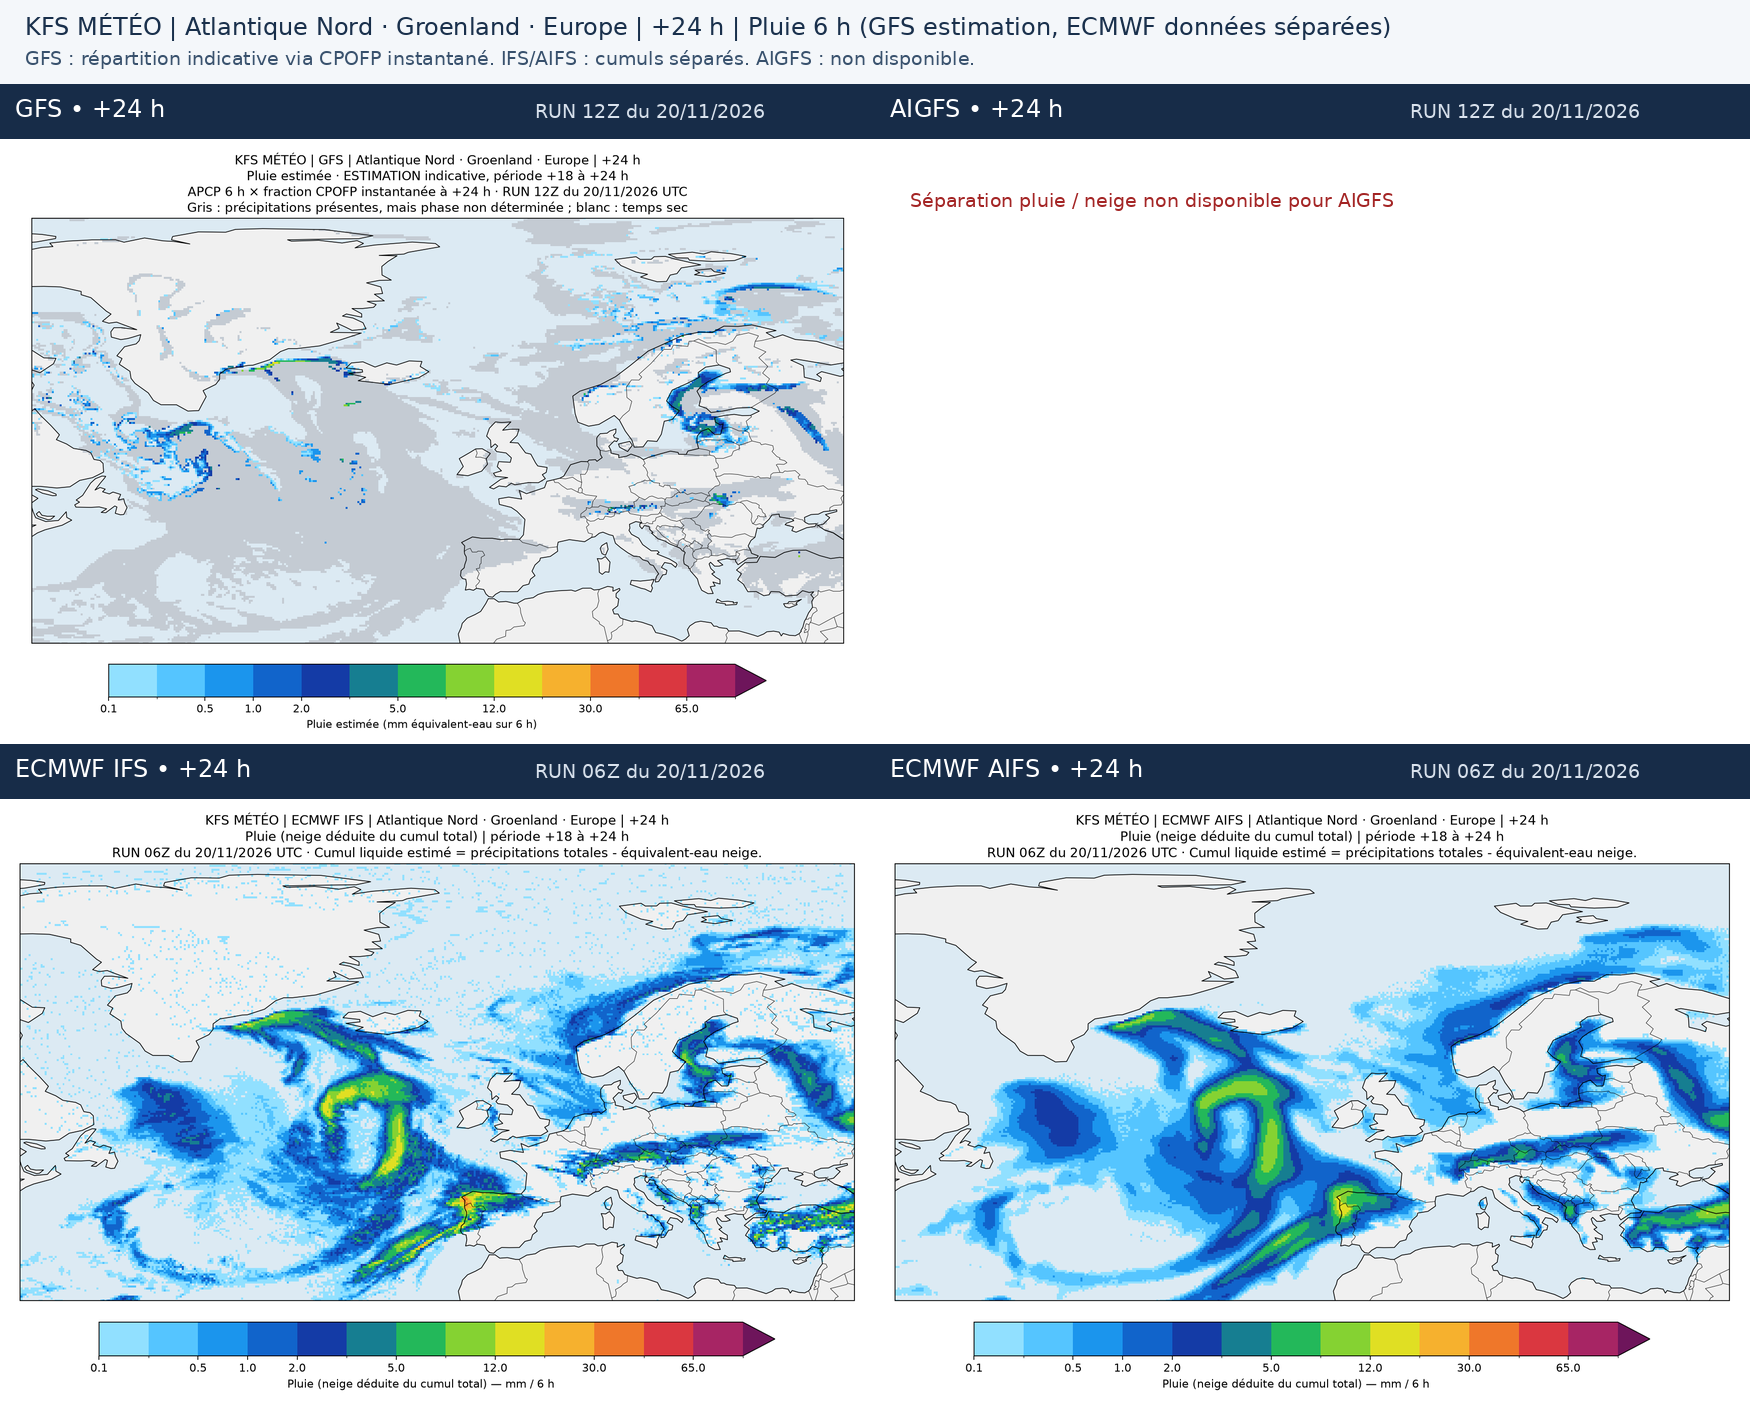 KFS MÉTÉO | Atlantique Nord · Groenland · Europe | +24 h | Pluie 6 h (GFS estimation, ECMWF données séparées)
GFS : répartition indicative via CPOFP instantané. IFS/AIFS : cumuls séparés. AIGFS : non disponible.
GFS • +24 h
RUN 12Z du 20/11/2026
AIGFS • +24 h
RUN 12Z du 20/11/2026
KFS MÉTÉO | GFS | Atlantique Nord · Groenland · Europe | +24 h
Pluie estimée · ESTIMATION indicative, période +18 à +24 h
APCP 6 h × fraction CPOFP instantanée à +24 h · RUN 12Z du 20/11/2026 UTC
Gris : précipitations présentes, mais phase non déterminée ; blanc : temps sec
Séparation pluie / neige non disponible pour AIGFS
0.1 0.5 1.0 2.0 5.0 12.0 30.0 65.0
Pluie estimée (mm équivalent-eau sur 6 h)
ECMWF IFS • +24 h
RUN 06Z du 20/11/2026
ECMWF AIFS • +24 h
RUN 06Z du 20/11/2026
KFS MÉTÉO | ECMWF IFS | Atlantique Nord · Groenland · Europe | +24 h
Pluie (neige déduite du cumul total) | période +18 à +24 h
RUN 06Z du 20/11/2026 UTC · Cumul liquide estimé = précipitations totales - équivalent-eau neige.
KFS MÉTÉO | ECMWF AIFS | Atlantique Nord · Groenland · Europe | +24 h
Pluie (neige déduite du cumul total) | période +18 à +24 h
RUN 06Z du 20/11/2026 UTC · Cumul liquide estimé = précipitations totales - équivalent-eau neige.
0.1 0.5 1.0 2.0 5.0 12.0 30.0 65.0
Pluie (neige déduite du cumul total) — mm / 6 h
0.1 0.5 1.0 2.0 5.0 12.0 30.0 65.0
Pluie (neige déduite du cumul total) — mm / 6 h